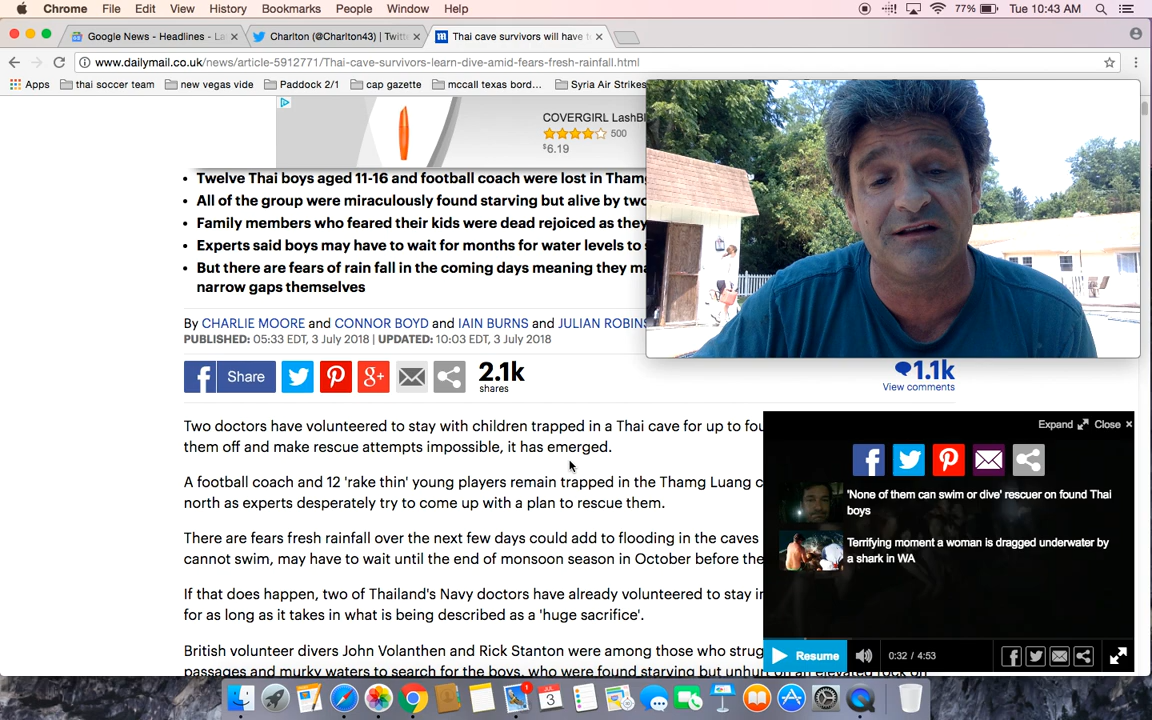 Chrome File Edit View History Bookmarks People Window Help 77% Tue 10:43 AM
Google News - Headlines - La
Charlton (@Charlton43) | Twitte
Thai cave survivors will have to
www.dailymail.co.uk/news/article-5912771/Thai-cave-survivors-learn-dive-amid-fears-fresh-rainfall.html
Apps thai soccer team new vegas vide Paddock 2/1 cap gazette mccall texas bord... Syria Air Strikes
COVERGIRL LashBl
500
$6.19
• Twelve Thai boys aged 11-16 and football coach were lost in Tham
• All of the group were miraculously found starving but alive by two
• Family members who feared their kids were dead rejoiced as they
• Experts said boys may have to wait for months for water levels to
• But there are fears of rain fall in the coming days meaning they ma
narrow gaps themselves
By CHARLIE MOORE and CONNOR BOYD and IAIN BURNS and JULIAN ROBINS
PUBLISHED: 05:33 EDT, 3 July 2018 | UPDATED: 10:03 EDT, 3 July 2018
Share
2.1k
shares
1.1k
View comments
Two doctors have volunteered to stay with children trapped in a Thai cave for up to fou
them off and make rescue attempts impossible, it has emerged.
A football coach and 12 'rake thin' young players remain trapped in the Thamg Luang c
north as experts desperately try to come up with a plan to rescue them.
There are fears fresh rainfall over the next few days could add to flooding in the caves
cannot swim, may have to wait until the end of monsoon season in October before the
If that does happen, two of Thailand's Navy doctors have already volunteered to stay in
for as long as it takes in what is being described as a 'huge sacrifice'.
British volunteer divers John Volanthen and Rick Stanton were among those who strug
passages and murky waters to search for the boys, who were found starving but unhurt on an elevated rock on
Expand Close
'None of them can swim or dive' rescuer on found Thai
boys
Terrifying moment a woman is dragged underwater by
a shark in WA
Resume 0:32 / 4:53
1
JUL
3